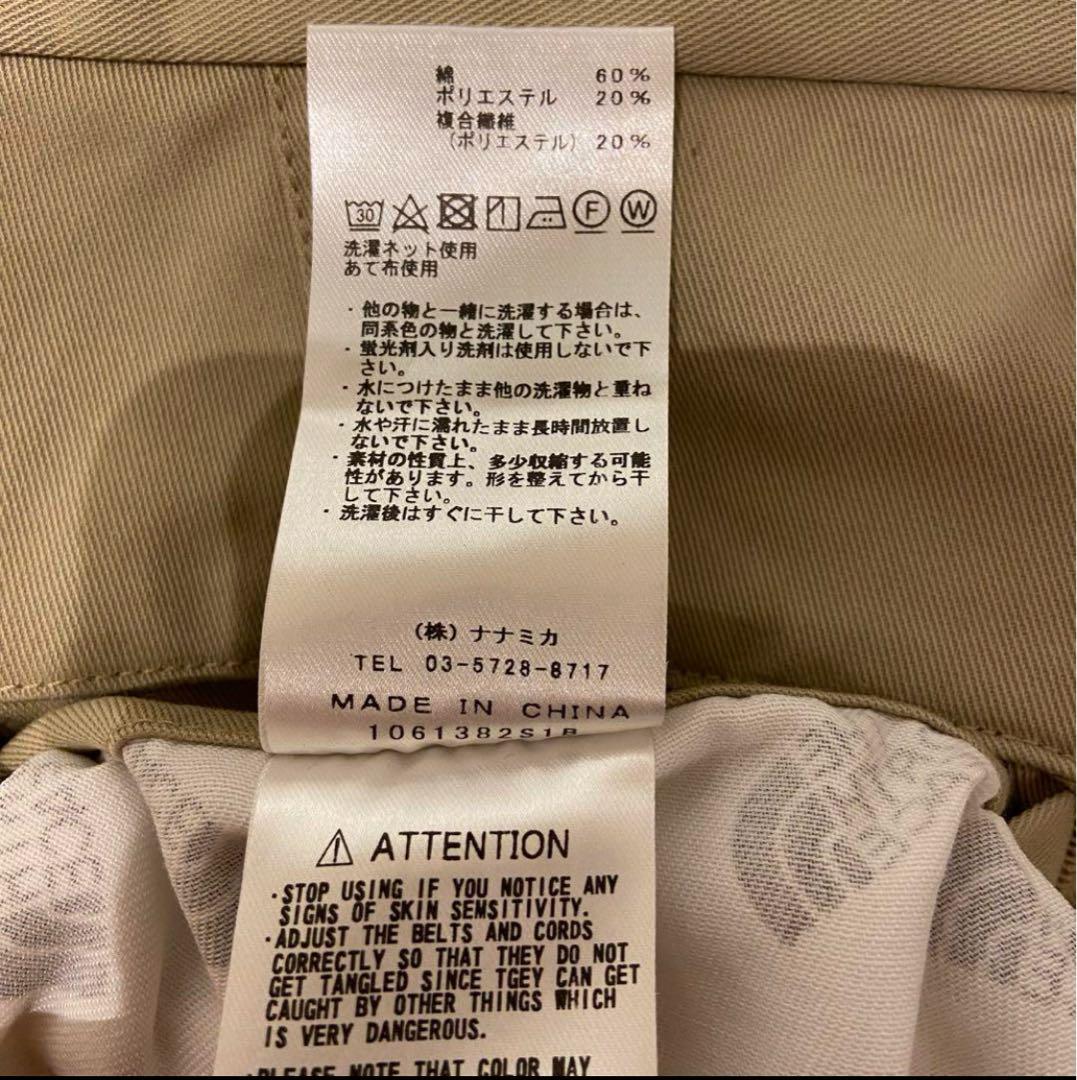 綿 60%
ポリエステル 20%
複合繊維
(ポリエステル) 20%
30 F W
洗濯ネット使用
あて布使用
・他の物と一緒に洗濯する場合は、
同系色の物と洗濯して下さい。
・蛍光剤入り洗剤は使用しないで下
さい。
・水につけたまま他の洗濯物と重ね
ないで下さい。
・水や汗に濡れたまま長時間放置し
ないで下さい。
・素材の性質上、多少収縮する可能
性があります。形を整えてから干
して下さい。
・洗濯後はすぐに干して下さい。
(株)ナナミカ
TEL 03-5728-8717
MADE IN CHINA
1061382S1B
⚠ ATTENTION
・STOP USING IF YOU NOTICE ANY
SIGNS OF SKIN SEMSITIVITY.
・ADJUST THE BELTS AND CORDS
CORRECTLY SO THAT THEY DO NOT
GET TANGLED SINCE TGEY CAN GET
CAUGHT BY OTHER THINGS WHICH
IS VERY DANGEROUS.
・PLEASE NOTE THAT COLOR MAY